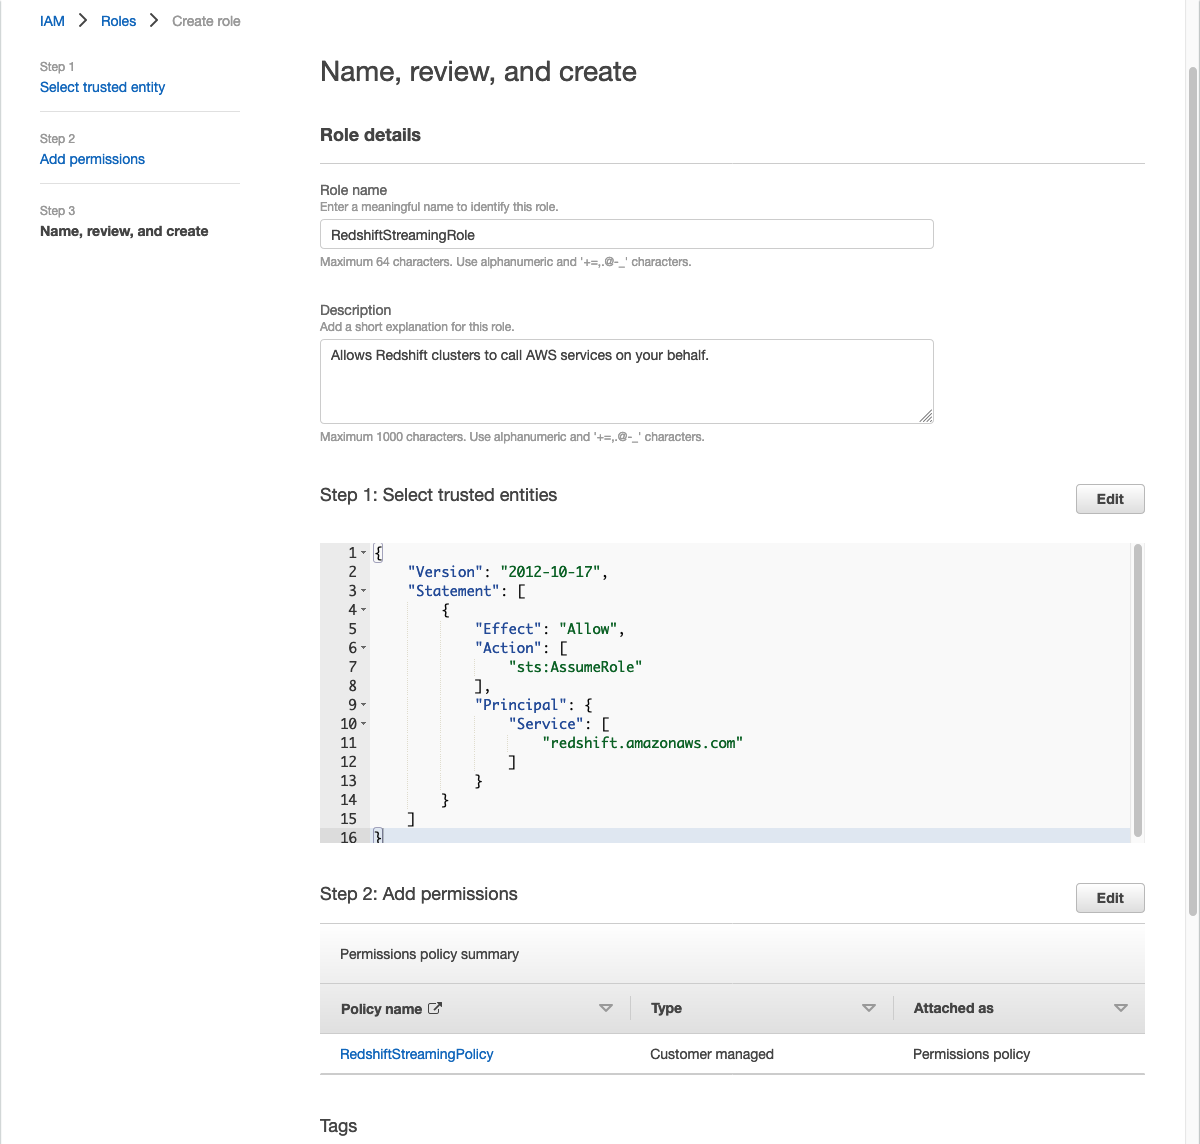 IAM > Roles > Create role
Step 1
Select trusted entity
Step 2
Add permissions
Step 3
Name, review, and create
Name, review, and create
Role details
Role name
Enter a meaningful name to identify this role.
RedshiftStreamingRole
Maximum 64 characters. Use alphanumeric and '+=,.@-_' characters.
Description
Add a short explanation for this role.
Allows Redshift clusters to call AWS services on your behalf.
Maximum 1000 characters. Use alphanumeric and '+=,.@-_' characters.
Step 1: Select trusted entities
Edit
1 {
2 "Version": "2012-10-17",
3 "Statement": [
4 {
5 "Effect": "Allow",
6 "Action": [
7 "sts:AssumeRole"
8 ],
9 "Principal": {
10 "Service": [
11 "redshift.amazonaws.com"
12 ]
13 }
14 }
15 ]
16 }
Step 2: Add permissions
Edit
Permissions policy summary
Policy name Type Attached as
RedshiftStreamingPolicy Customer managed Permissions policy
Tags